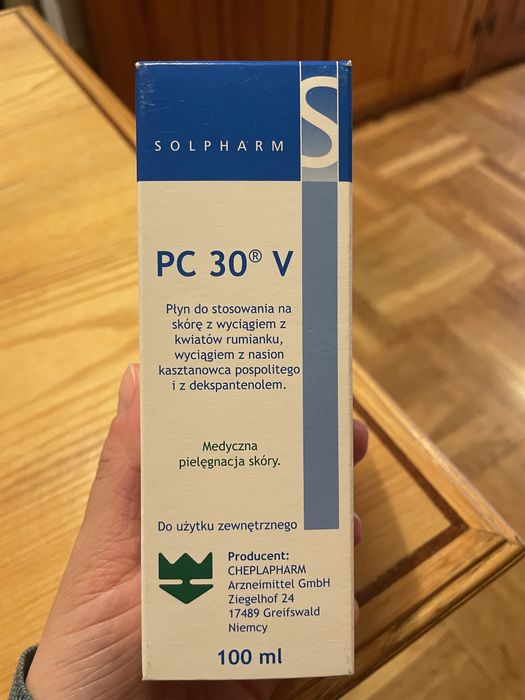 SOLPHARM
S
PC 30® V
Płyn do stosowania na
skórę z wyciągiem z
kwiatów rumianku,
wyciągiem z nasion
kasztanowca pospolitego
i z dekspantenolem.
Medyczna
pielęgnacja skóry.
Do użytku zewnętrznego
Producent:
CHEPLAPHARM
Arzneimittel GmbH
Ziegelhof 24
17489 Greifswald
Niemcy
100 ml